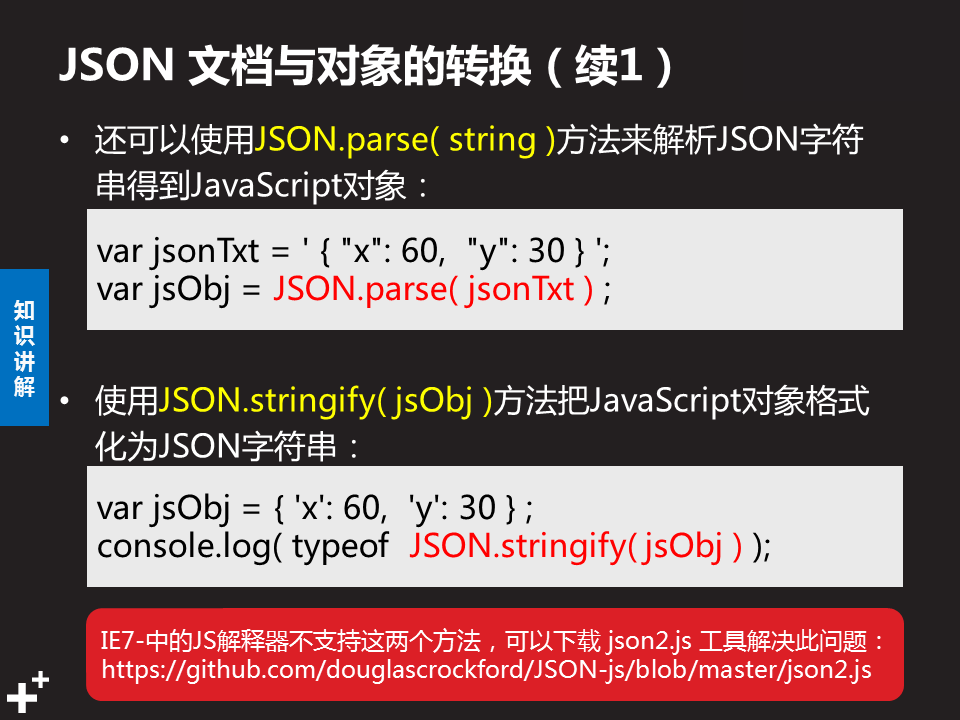 JSON 文档与对象的转换（续1）
• 还可以使用JSON.parse( string )方法来解析JSON字符
串得到JavaScript对象：
var jsonTxt = ' { "x": 60,  "y": 30 } ';
var jsObj = JSON.parse( jsonTxt ) ;
知识讲解
• 使用JSON.stringify( jsObj )方法把JavaScript对象格式
化为JSON字符串：
var jsObj = { 'x': 60,  'y': 30 } ;
console.log( typeof  JSON.stringify( jsObj ) );
IE7-中的JS解释器不支持这两个方法，可以下载 json2.js 工具解决此问题：
https://github.com/douglascrockford/JSON-js/blob/master/json2.js